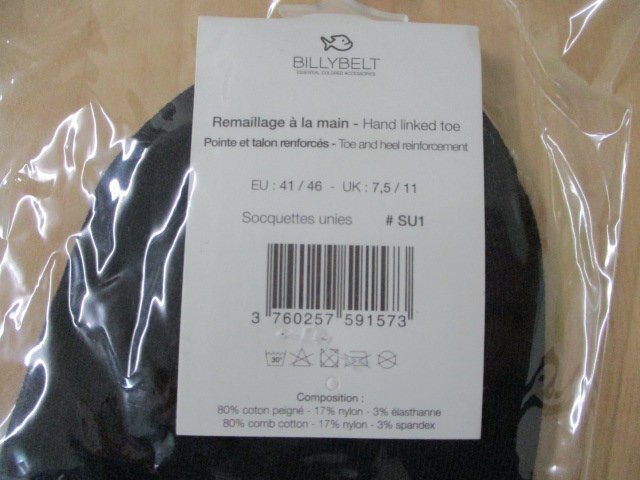 BILLYBELT
ESSENTIAL COLORED ACCESSORIES
Remaillage à la main - Hand linked toe
Pointe et talon renforcés - Toe and heel reinforcement
EU : 41 / 46 - UK : 7,5 / 11
Socquettes unies # SU1
3 760257 591573
30°
Composition :
80% coton peigné - 17% nylon - 3% élasthanne
80% comb cotton - 17% nylon - 3% spandex